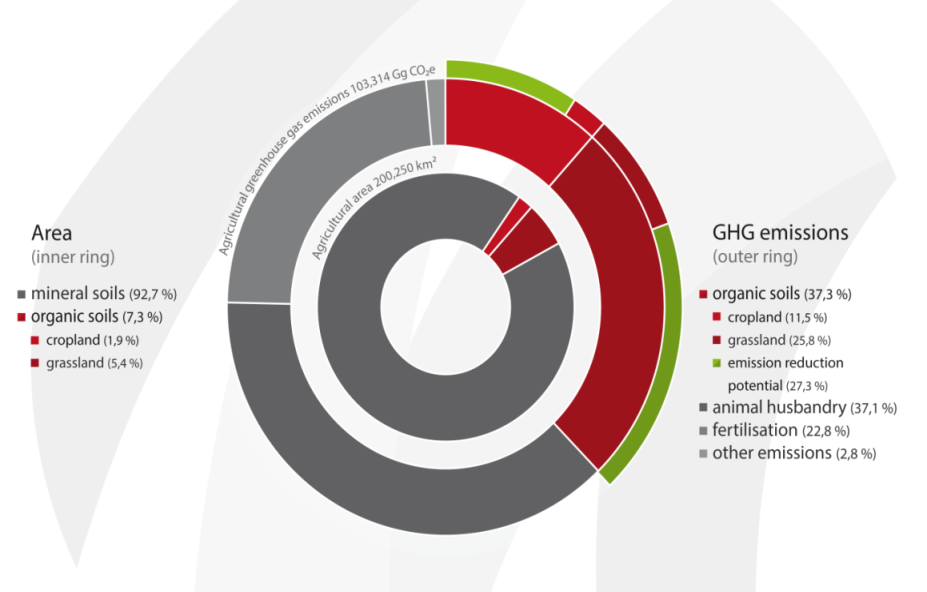 Agricultural greenhouse gas emissions 103,314 Gg CO₂e
Agricultural area 200,250 km²
Area
(inner ring)
mineral soils (92,7 %)
organic soils (7,3 %)
cropland (1,9 %)
grassland (5,4 %)
GHG emissions
(outer ring)
organic soils (37,3 %)
cropland (11,5 %)
grassland (25,8 %)
emission reduction
potential (27,3 %)
animal husbandry (37,1 %)
fertilisation (22,8 %)
other emissions (2,8 %)